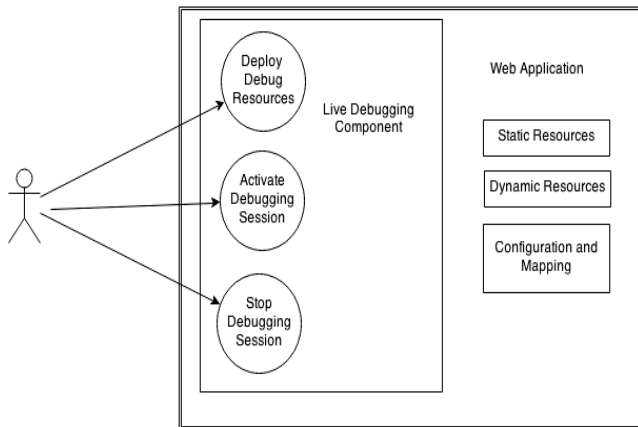 Deploy
Debug
Resources
Live Debugging
Component
Activate
Debugging
Session
Stop
Debugging
Session
Web Application
Static Resources
Dynamic Resources
Configuration and
Mapping